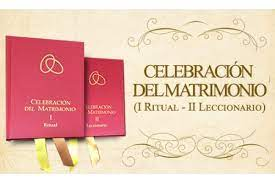 CELEBRACIÓN
DEL MATRIMONIO
I
Ritual
CELEBRACIÓN
DEL MATRIMONIO
II
Leccionario
CELEBRACIÓN
DEL MATRIMONIO
(I RITUAL - II LECCIONARIO)